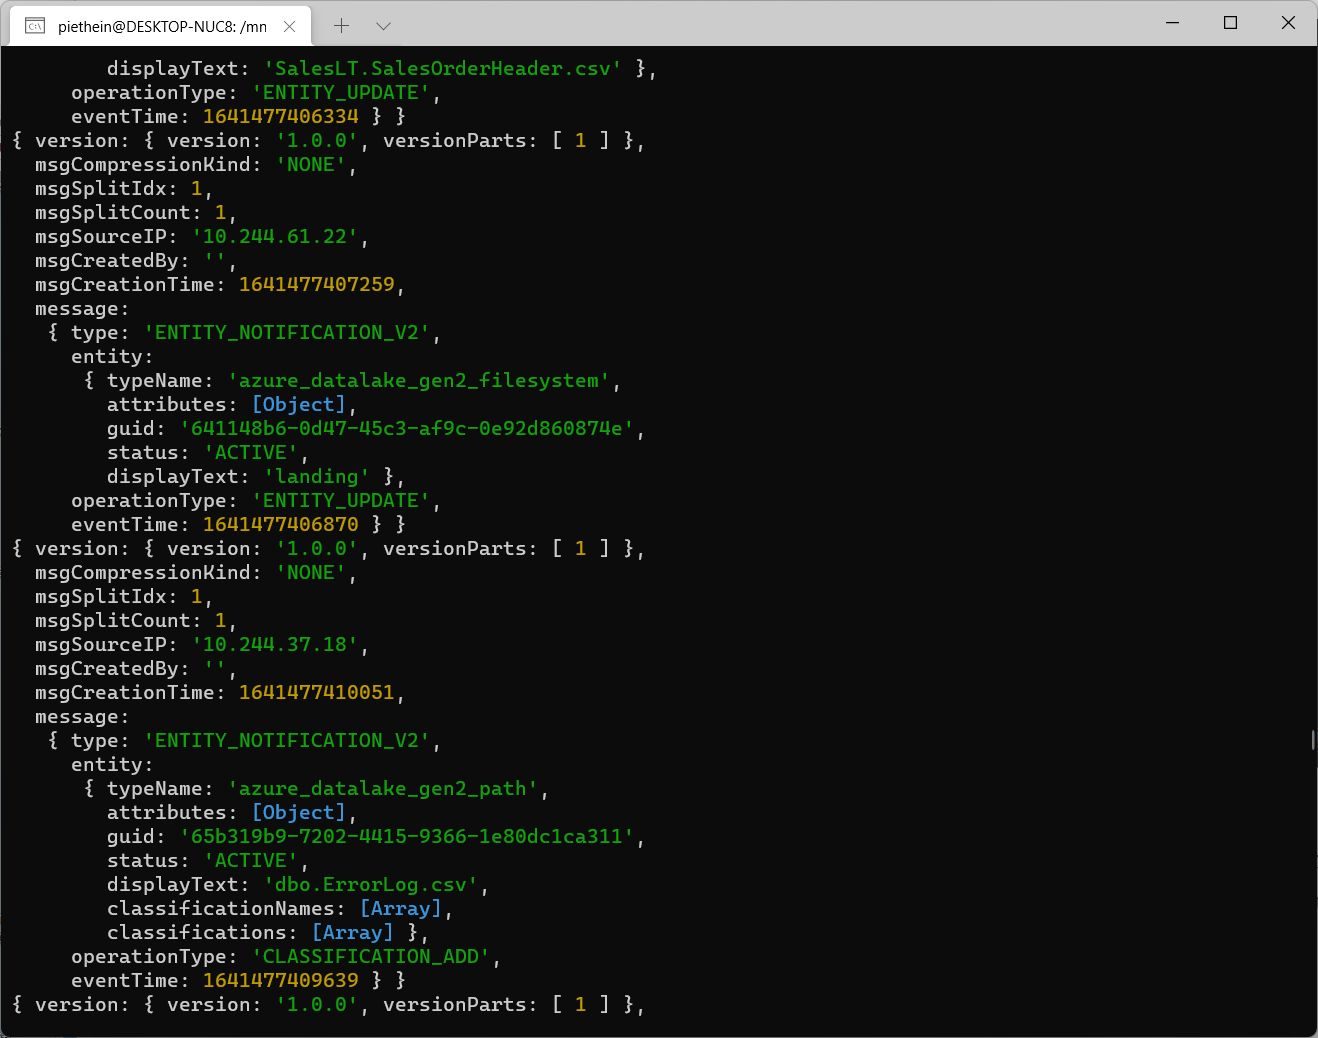 piethein@DESKTOP-NUC8: /mn
displayText: 'SalesLT.SalesOrderHeader.csv' },
operationType: 'ENTITY_UPDATE',
eventTime: 1641477406334 } }
{ version: { version: '1.0.0', versionParts: [ 1 ] },
msgCompressionKind: 'NONE',
msgSplitIdx: 1,
msgSplitCount: 1,
msgSourceIP: '10.244.61.22',
msgCreatedBy: '',
msgCreationTime: 1641477407259,
message:
{ type: 'ENTITY_NOTIFICATION_V2',
entity:
{ typeName: 'azure_datalake_gen2_filesystem',
attributes: [Object],
guid: '641148b6-0d47-45c3-af9c-0e92d860874e',
status: 'ACTIVE',
displayText: 'landing' },
operationType: 'ENTITY_UPDATE',
eventTime: 1641477406870 } }
{ version: { version: '1.0.0', versionParts: [ 1 ] },
msgCompressionKind: 'NONE',
msgSplitIdx: 1,
msgSplitCount: 1,
msgSourceIP: '10.244.37.18',
msgCreatedBy: '',
msgCreationTime: 1641477410051,
message:
{ type: 'ENTITY_NOTIFICATION_V2',
entity:
{ typeName: 'azure_datalake_gen2_path',
attributes: [Object],
guid: '65b319b9-7202-4415-9366-1e80dc1ca311',
status: 'ACTIVE',
displayText: 'dbo.ErrorLog.csv',
classificationNames: [Array],
classifications: [Array] },
operationType: 'CLASSIFICATION_ADD',
eventTime: 1641477409639 } }
{ version: { version: '1.0.0', versionParts: [ 1 ] },